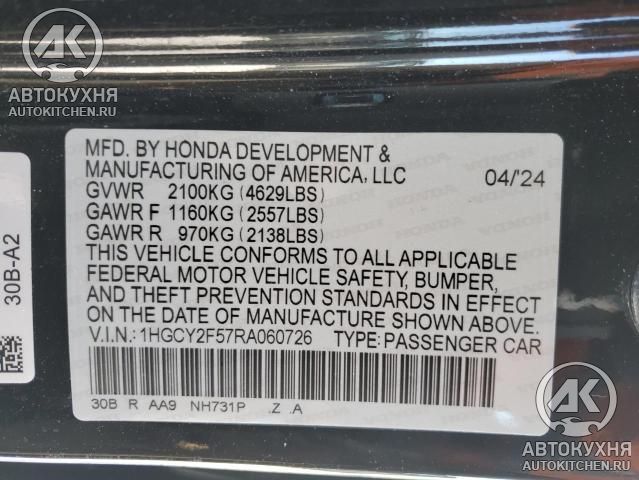 AK
АВТОКУХНЯ
AUTOKITCHEN.RU
MFD. BY HONDA DEVELOPMENT &
MANUFACTURING OF AMERICA, LLC 04/'24
GVWR 2100KG (4629LBS)
GAWR F 1160KG (2557LBS)
GAWR R 970KG (2138LBS)
THIS VEHICLE CONFORMS TO ALL APPLICABLE
FEDERAL MOTOR VEHICLE SAFETY, BUMPER,
AND THEFT PREVENTION STANDARDS IN EFFECT
ON THE DATE OF MANUFACTURE SHOWN ABOVE.
V.I.N.: 1HGCY2F57RA060726 TYPE: PASSENGER CAR
30B R AA9 NH731P .Z .A
30B-A2
AK
АВТОКУХНЯ
AUTOKITCHEN.RU